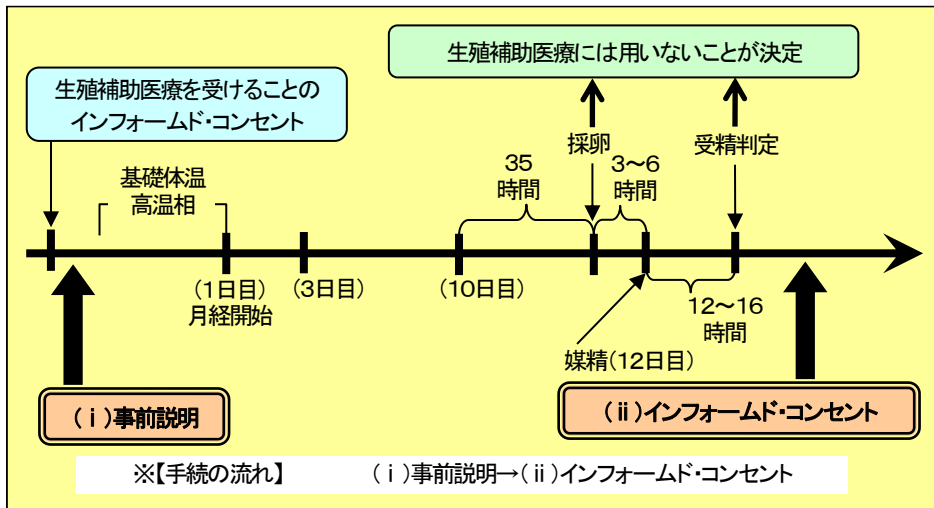 生殖補助医療には用いないことが決定
生殖補助医療を受けることの
インフォームド・コンセント
採卵
受精判定
基礎体温
高温相
35
時間
3～6
時間
(1日目)
月経開始
(3日目)
(10日目)
12～16
時間
媒精(12日目)
(ⅰ)事前説明
(ⅱ)インフォームド・コンセント
※【手続の流れ】 (ⅰ)事前説明→(ⅱ)インフォームド・コンセント